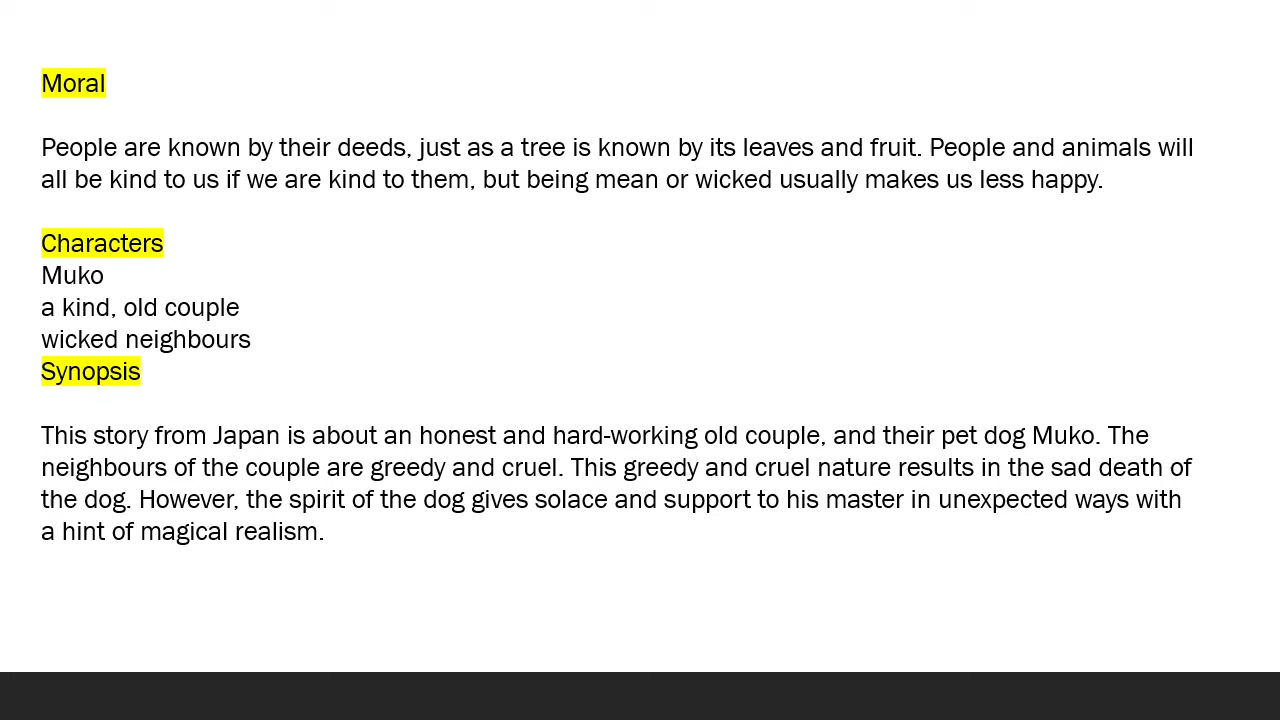 Moral
People are known by their deeds, just as a tree is known by its leaves and fruit. People and animals will
all be kind to us if we are kind to them, but being mean or wicked usually makes us less happy.
Characters
Muko
a kind, old couple
wicked neighbours
Synopsis
This story from Japan is about an honest and hard-working old couple, and their pet dog Muko. The
neighbours of the couple are greedy and cruel. This greedy and cruel nature results in the sad death of
the dog. However, the spirit of the dog gives solace and support to his master in unexpected ways with
a hint of magical realism.